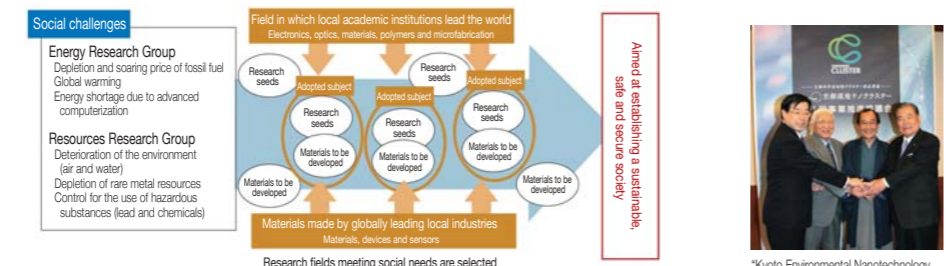 Social challenges
Energy Research Group
Depletion and soaring price of fossil fuel
Global warming
Energy shortage due to advanced
computerization
Resources Research Group
Deterioration of the environment
(air and water)
Depletion of rare metal resources
Control for the use of hazardous
substances (lead and chemicals)
Field in which local academic institutions lead the world
Electronics, optics, materials, polymers and microfabrication
Research
seeds
Materials to be
developed
Adopted subject
Research
seeds
Materials to be
developed
Adopted subject
Research
seeds
Materials to be
developed
Research
seeds
Adopted subject
Research
seeds
Materials to be
developed
Materials to be
developed
Materials made by globally leading local industries
Materials, devices and sensors
Research fields meeting social needs are selected
Aimed at establishing a sustainable,
safe and secure society
CLUSTER
"Kyoto Environmental Nanotechnology